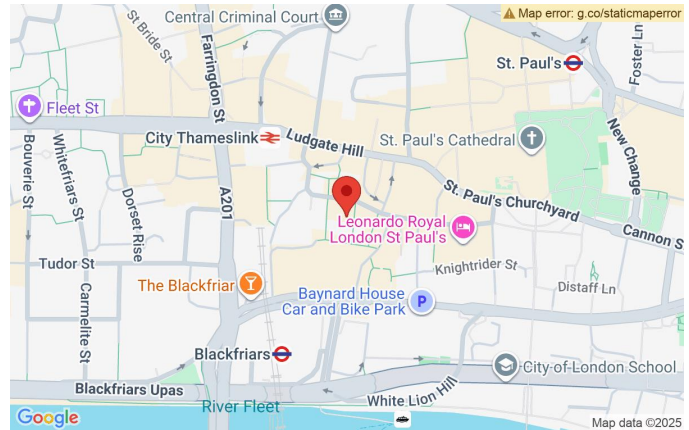 Central Criminal Court
Map error: g.co/staticmaperror
St Bride St
Farringdon St
St. Paul's
Foster Ln
Fleet St
City Thameslink
Ludgate Hill
St. Paul's Cathedral
New Change
Bouverie St
Whitefriars St
Dorset Rise
A201
St. Paul's Churchyard
Leonardo Royal
London St Paul's
Cannon S
Tudor St
Knightrider St
The Blackfriar
Distaff Ln
Baynard House
Car and Bike Park
P
Carmelite St
Blackfriars
City of London School
Blackfriars Upas
White Lion Hill
River Fleet
Google
Map data ©2025